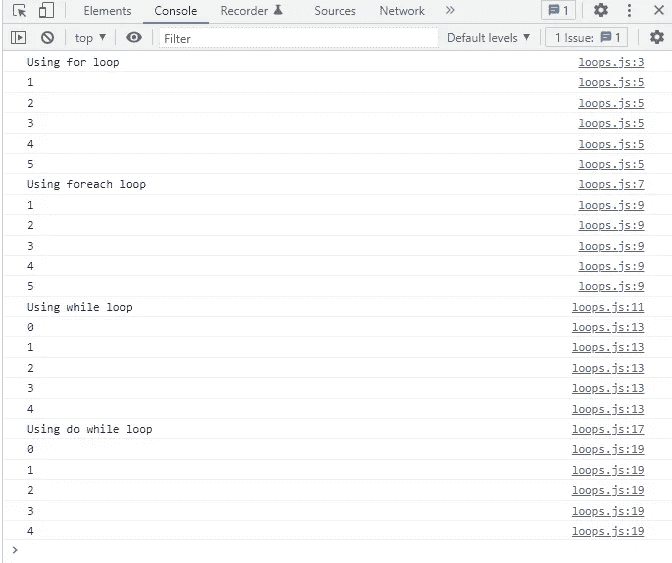 Elements Console Recorder Sources Network »
1
top ▼ Filter Default levels ▼ 1 Issue: 1
Using for loop loops.js:3
1 loops.js:5
2 loops.js:5
3 loops.js:5
4 loops.js:5
5 loops.js:5
Using foreach loop loops.js:7
1 loops.js:9
2 loops.js:9
3 loops.js:9
4 loops.js:9
5 loops.js:9
Using while loop loops.js:11
0 loops.js:13
1 loops.js:13
2 loops.js:13
3 loops.js:13
4 loops.js:13
Using do while loop loops.js:17
0 loops.js:19
1 loops.js:19
2 loops.js:19
3 loops.js:19
4 loops.js:19
>